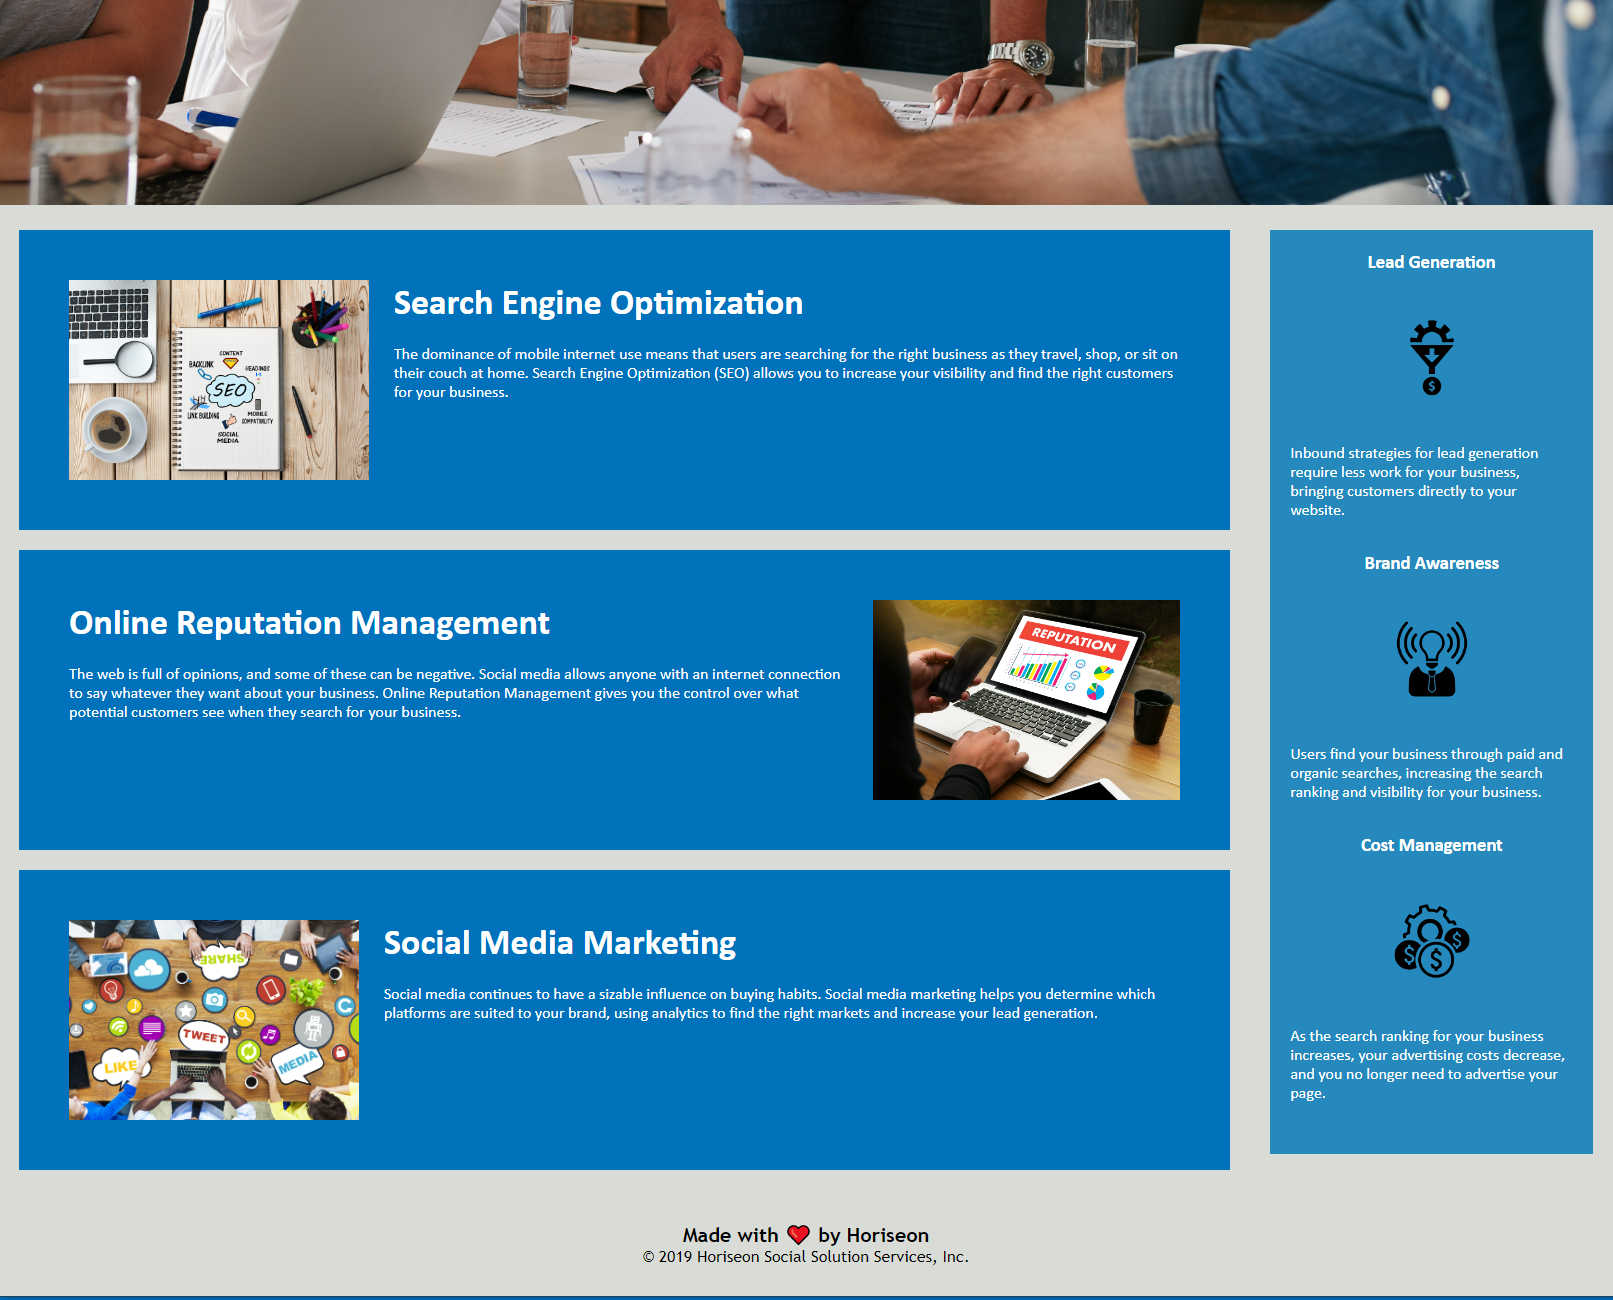 Search Engine Optimization
The dominance of mobile internet use means that users are searching for the right business as they travel, shop, or sit on
their couch at home. Search Engine Optimization (SEO) allows you to increase your visibility and find the right customers
for your business.
CONTENT
BACKLINK
HEADINGS
SEO
LINK BUILDING
MOBILE
COMPATIBILITY
SOCIAL
MEDIA
Online Reputation Management
The web is full of opinions, and some of these can be negative. Social media allows anyone with an internet connection
to say whatever they want about your business. Online Reputation Management gives you the control over what
potential customers see when they search for your business.
REPUTATION
Social Media Marketing
Social media continues to have a sizable influence on buying habits. Social media marketing helps you determine which
platforms are suited to your brand, using analytics to find the right markets and increase your lead generation.
SHARE
TWEET
LIKE
MEDIA
Lead Generation
$
Inbound strategies for lead generation
require less work for your business,
bringing customers directly to your
website.
Brand Awareness
Users find your business through paid and
organic searches, increasing the search
ranking and visibility for your business.
Cost Management
$ $ $
As the search ranking for your business
increases, your advertising costs decrease,
and you no longer need to advertise your
page.
Made with ❤️ by Horiseon
© 2019 Horiseon Social Solution Services, Inc.